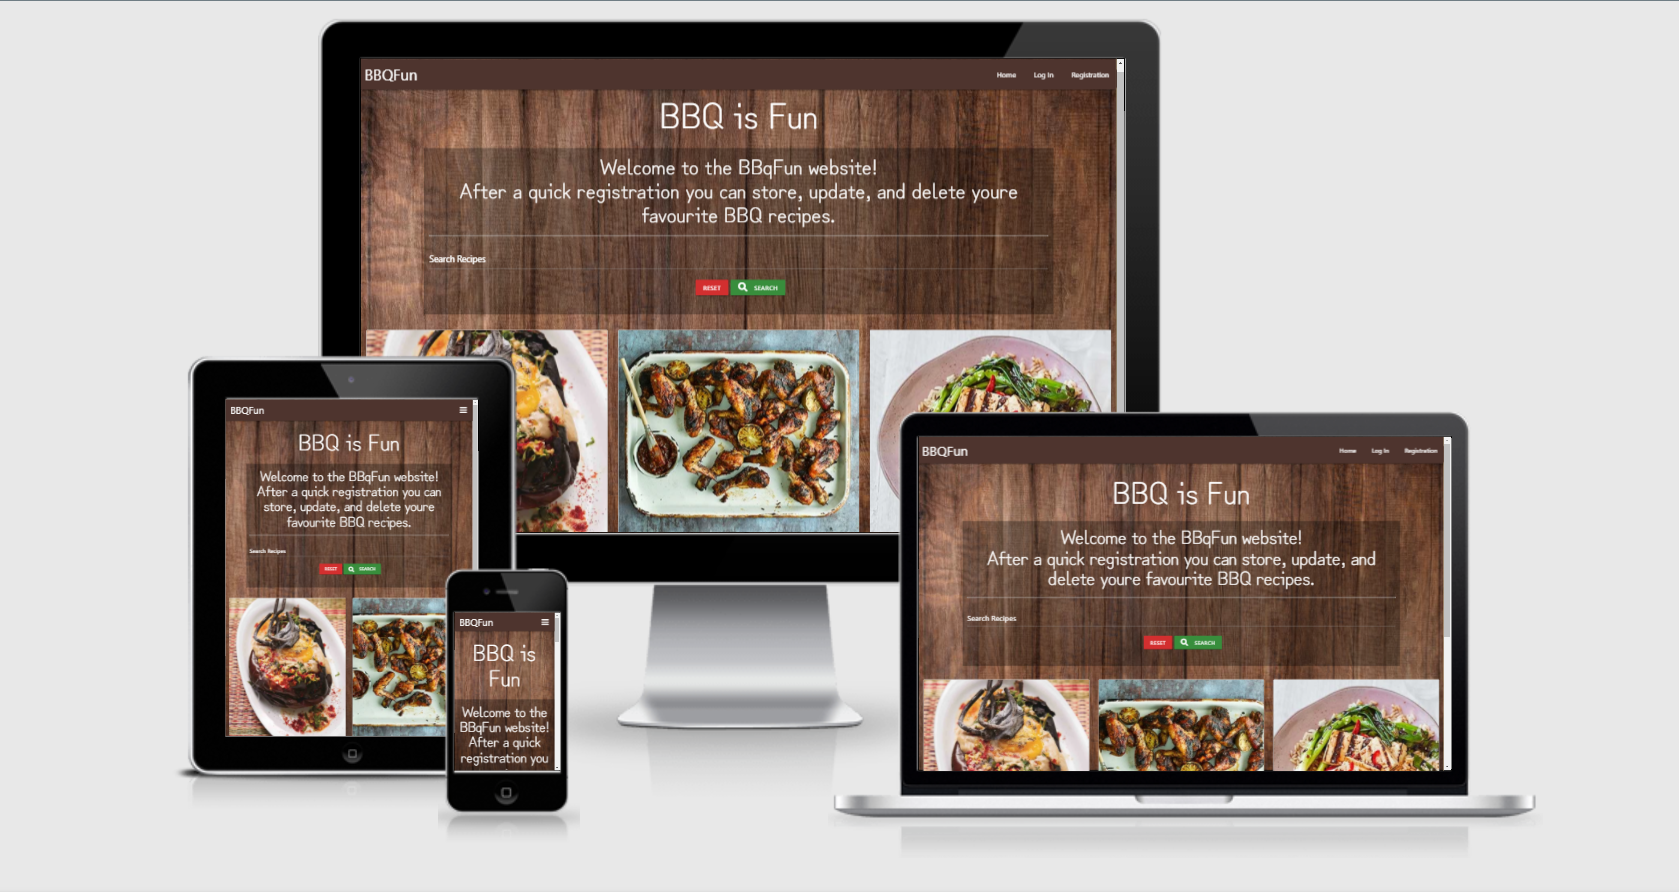 BBQFun
Home Log In Registration
BBQ is Fun
Welcome to the BBqFun website!
After a quick registration you can store, update, and delete youre
favourite BBQ recipes.
Search Recipes
RESET SEARCH
BBQFun
BBQ is Fun
Welcome to the BBqFun website!
After a quick registration you can
store, update, and delete youre
favourite BBQ recipes.
Search Recipes
RESET SEARCH
BBQFun
BBQ is
Fun
Welcome to the
BBqFun website!
After a quick
registration you
BBQFun
Home Log In Registration
BBQ is Fun
Welcome to the BBqFun website!
After a quick registration you can store, update, and
delete youre favourite BBQ recipes.
Search Recipes
RESET SEARCH